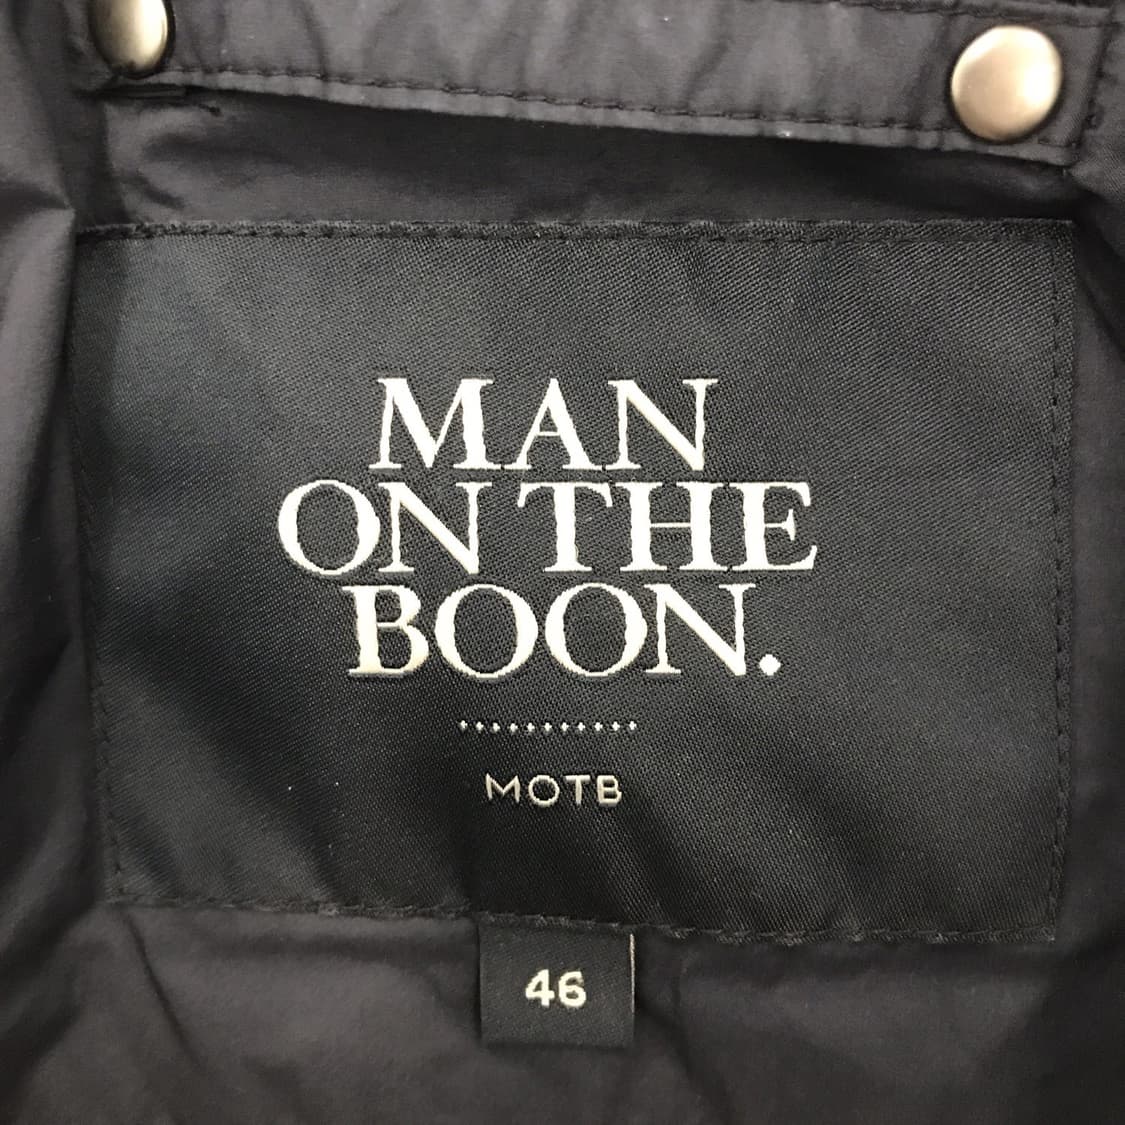 MAN
ON THE
BOON.
MOTB
46